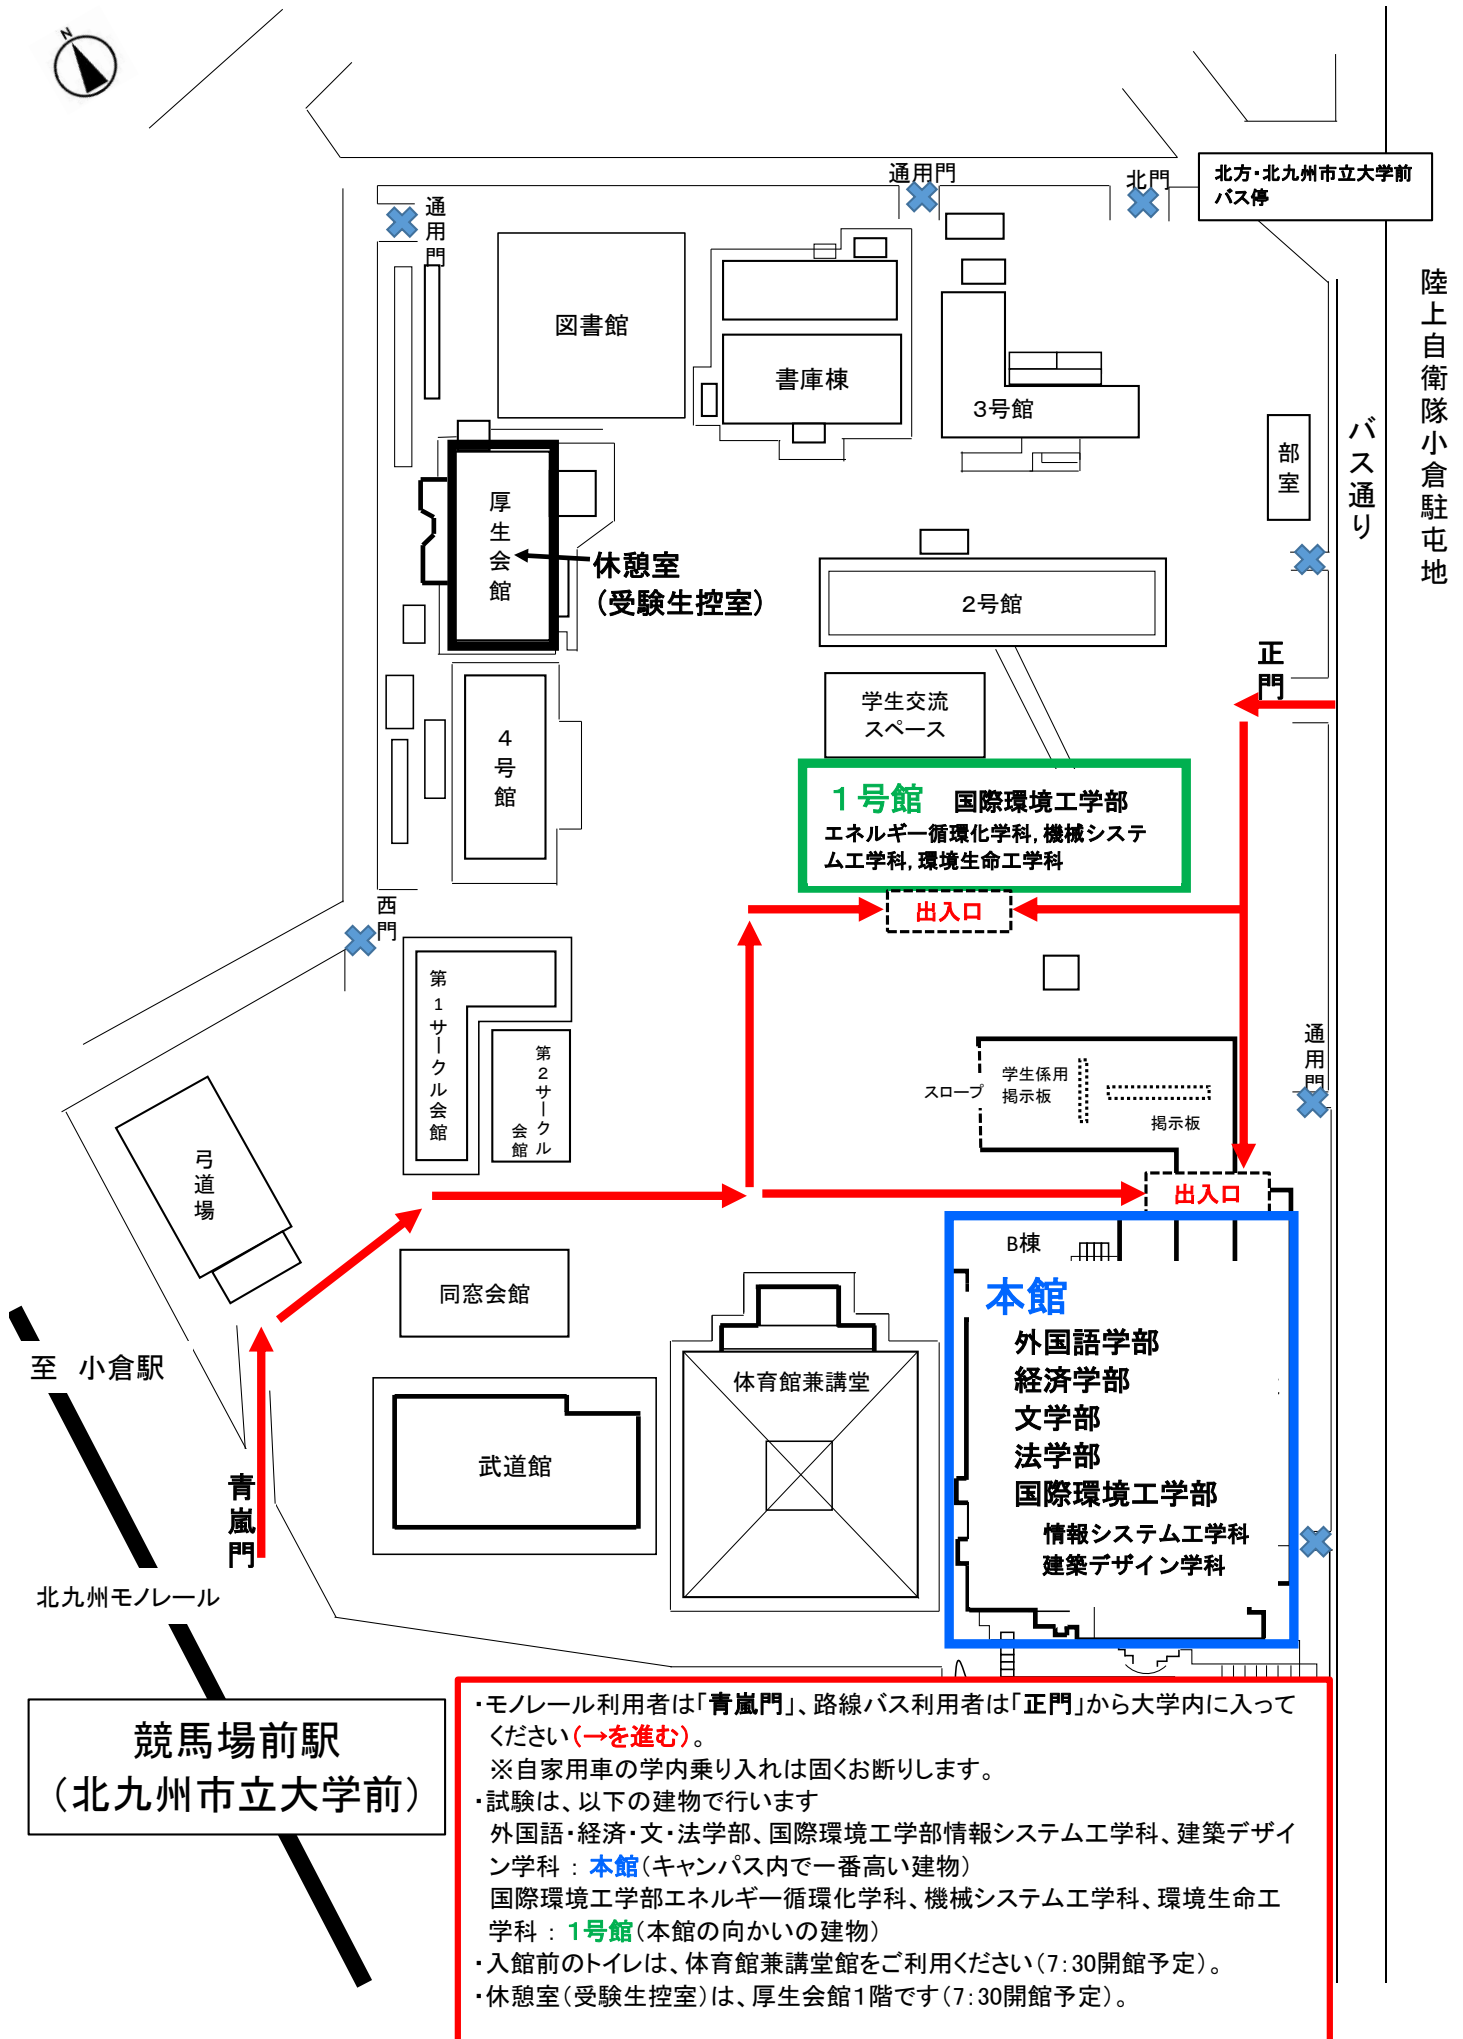 N
通用門
北門
北方・北九州市立大学前
バス停
通用門
図書館
書庫棟
3号館
陸上自衛隊小倉駐屯地
バス通り
部室
厚生会館
休憩室
(受験生控室)
2号館
正門
学生交流
スペース
4号館
1号館 国際環境工学部
エネルギー循環化学科, 機械システ
ム工学科, 環境生命工学科
西門
出入口
第1サークル会館
第2サークル
会館
通用門
スロープ
学生係用
掲示板
掲示板
弓道場
出入口
B棟
本館
同窓会館
外国語学部
至 小倉駅
経済学部
体育館兼講堂
文学部
法学部
武道館
国際環境工学部
青嵐門
情報システム工学科
建築デザイン学科
北九州モノレール
競馬場前駅
(北九州市立大学前)
・モノレール利用者は「青嵐門」、路線バス利用者は「正門」から大学内に入って
ください(→を進む)。
※自家用車の学内乗り入れは固くお断りします。
・試験は、以下の建物で行います
外国語・経済・文・法学部、国際環境工学部情報システム工学科、建築デザイ
ン学科 : 本館(キャンパス内で一番高い建物)
国際環境工学部エネルギー循環化学科、機械システム工学科、環境生命工
学科 : 1号館(本館の向かいの建物)
・入館前のトイレは、体育館兼講堂館をご利用ください(7:30開館予定)。
・休憩室(受験生控室)は、厚生会館1階です(7:30開館予定)。